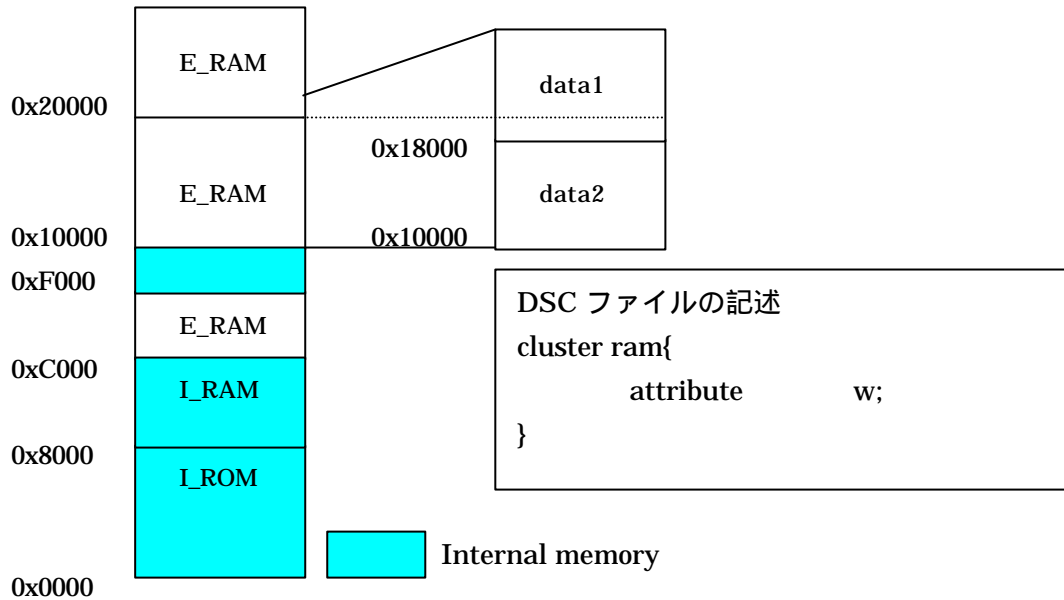 E_RAM
data1
0x20000
0x18000
E_RAM
data2
0x10000
0x10000
0xF000
E_RAM
0xC000
I_RAM
0x8000
I_ROM
0x0000
DSC ファイルの記述
cluster ram{
attribute w;
}
Internal memory